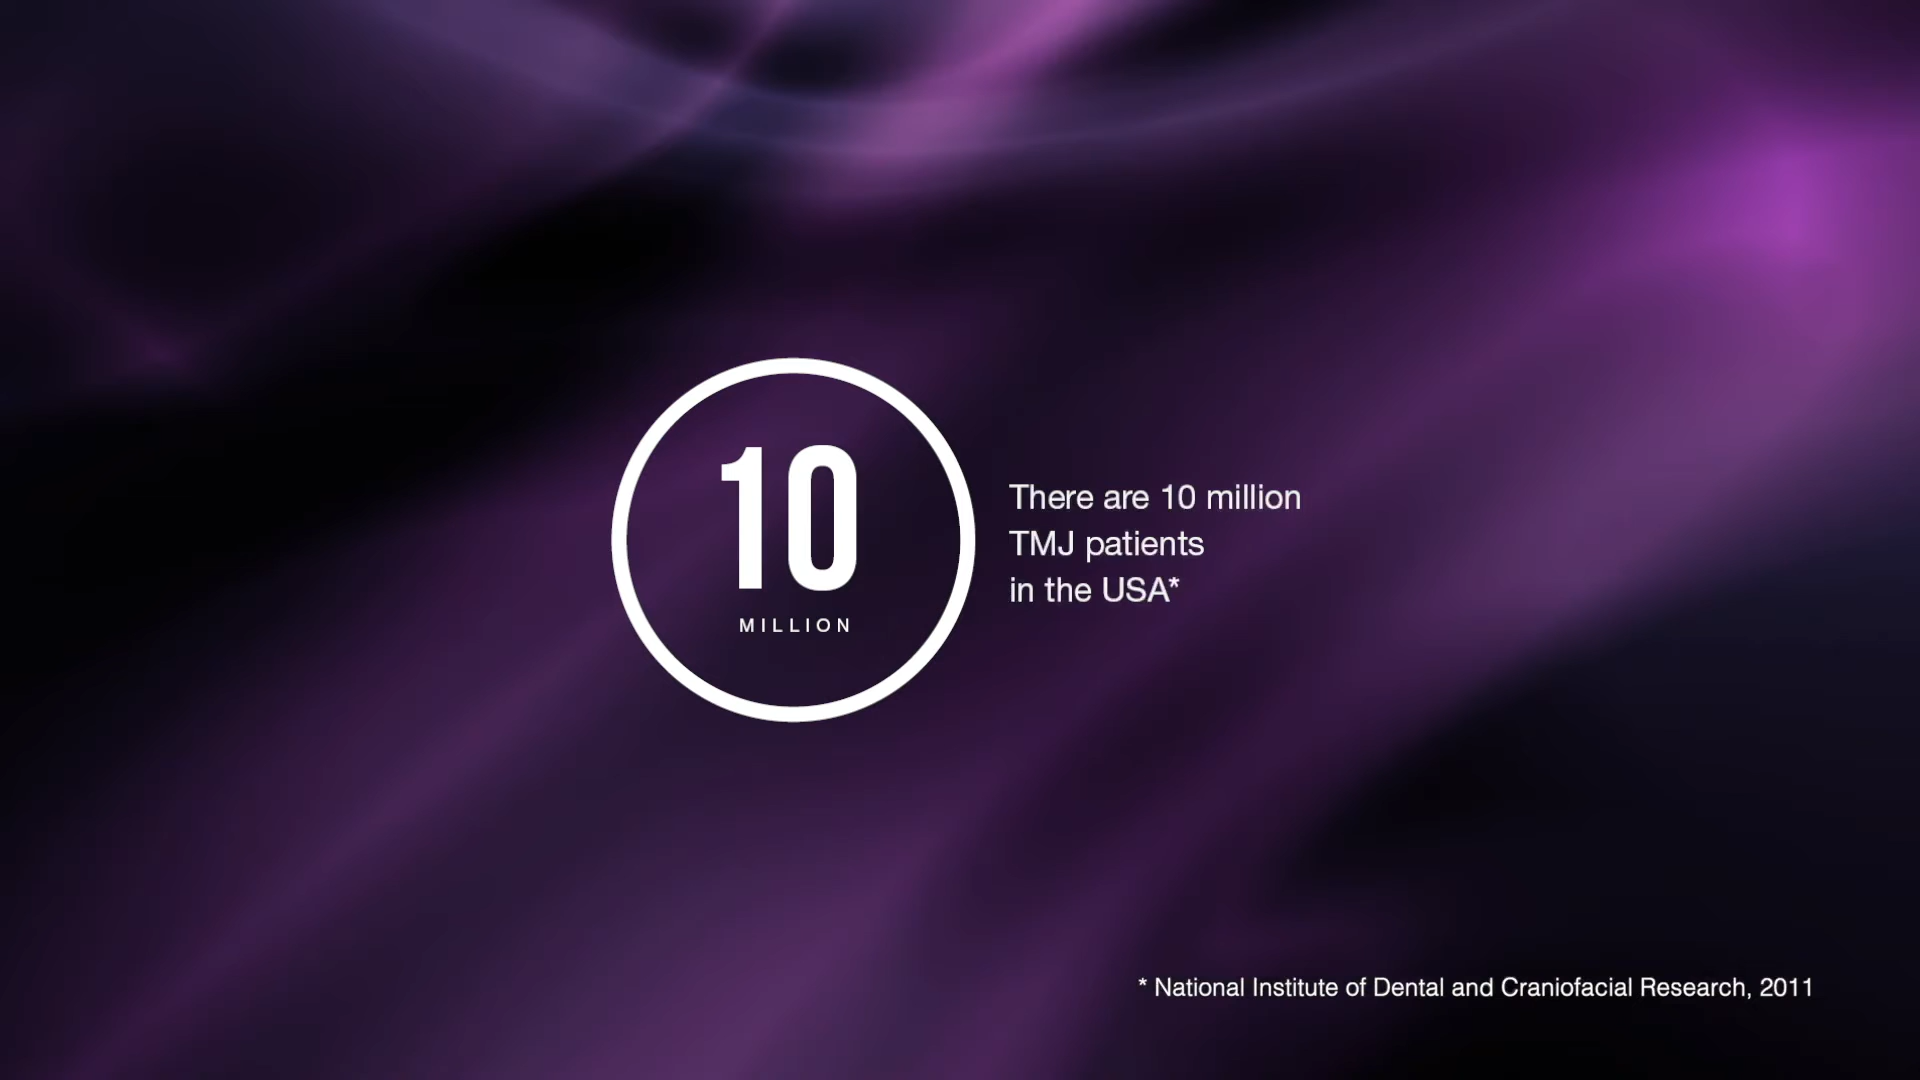 10
MILLION
There are 10 million
TMJ patients
in the USA*
* National Institute of Dental and Craniofacial Research, 2011